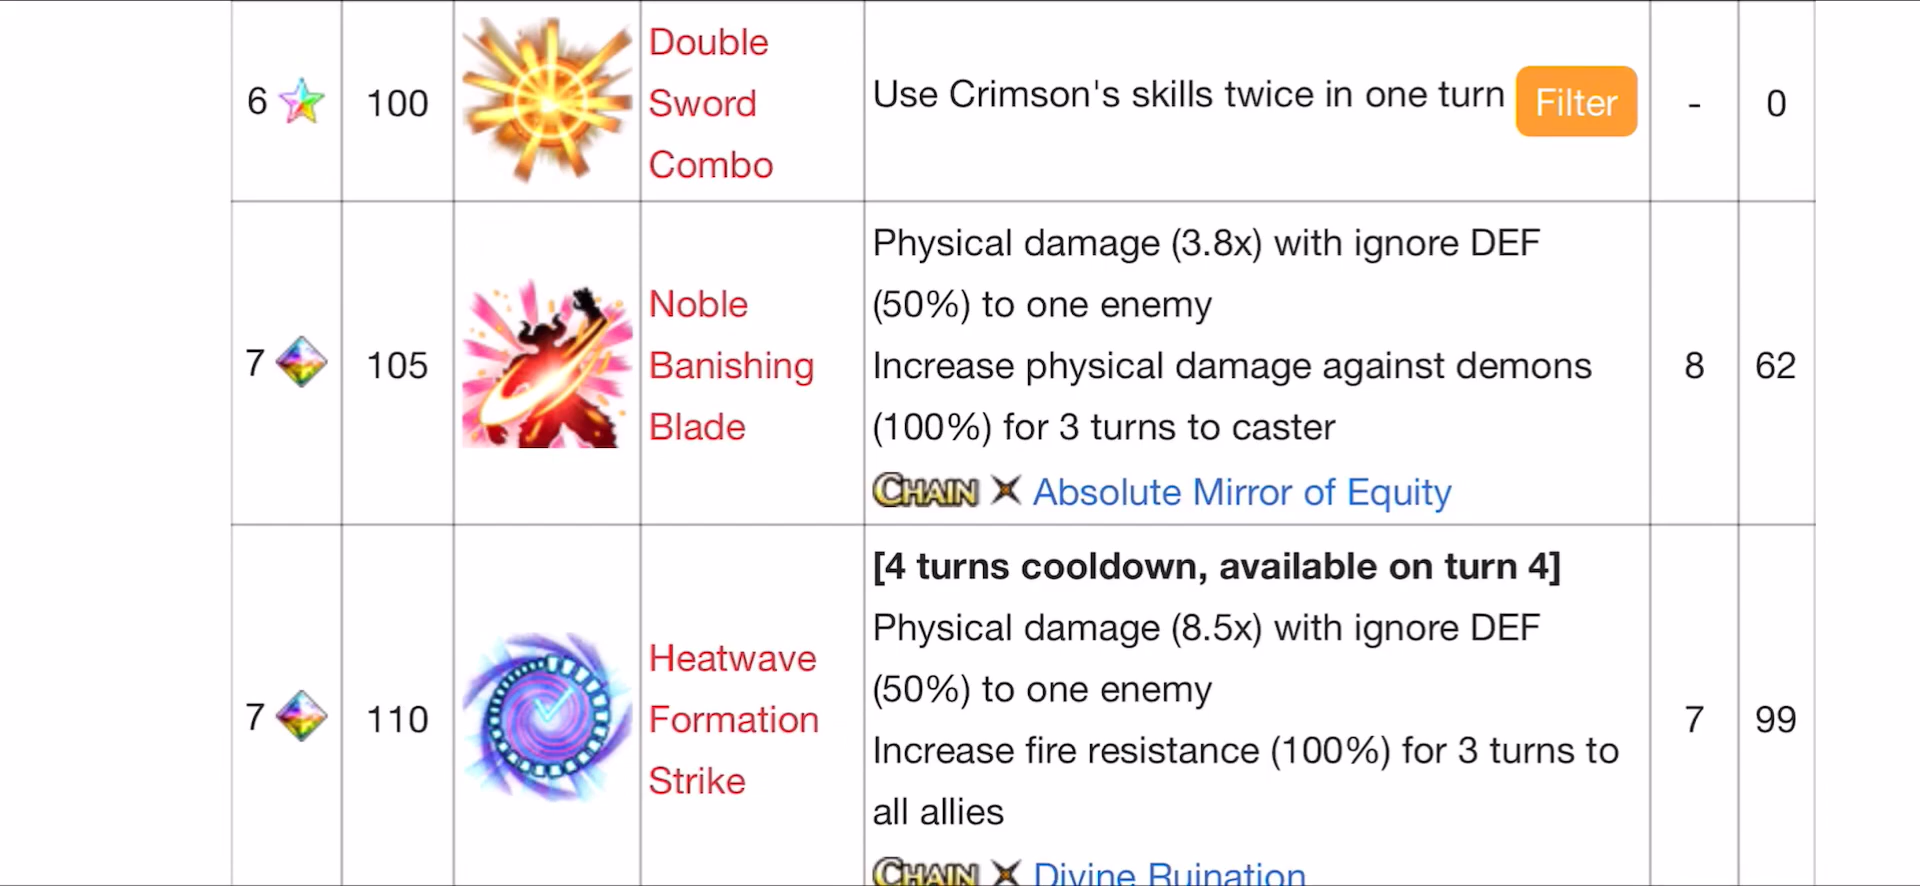 6 100 Double Sword Combo Use Crimson's skills twice in one turn Filter - 0
7 105 Noble Banishing Blade
Physical damage (3.8x) with ignore DEF
(50%) to one enemy
Increase physical damage against demons
(100%) for 3 turns to caster
CHAIN Absolute Mirror of Equity
8 62
7 110 Heatwave Formation Strike
[4 turns cooldown, available on turn 4]
Physical damage (8.5x) with ignore DEF
(50%) to one enemy
Increase fire resistance (100%) for 3 turns to
all allies
CHAIN Divine Ruination
7 99